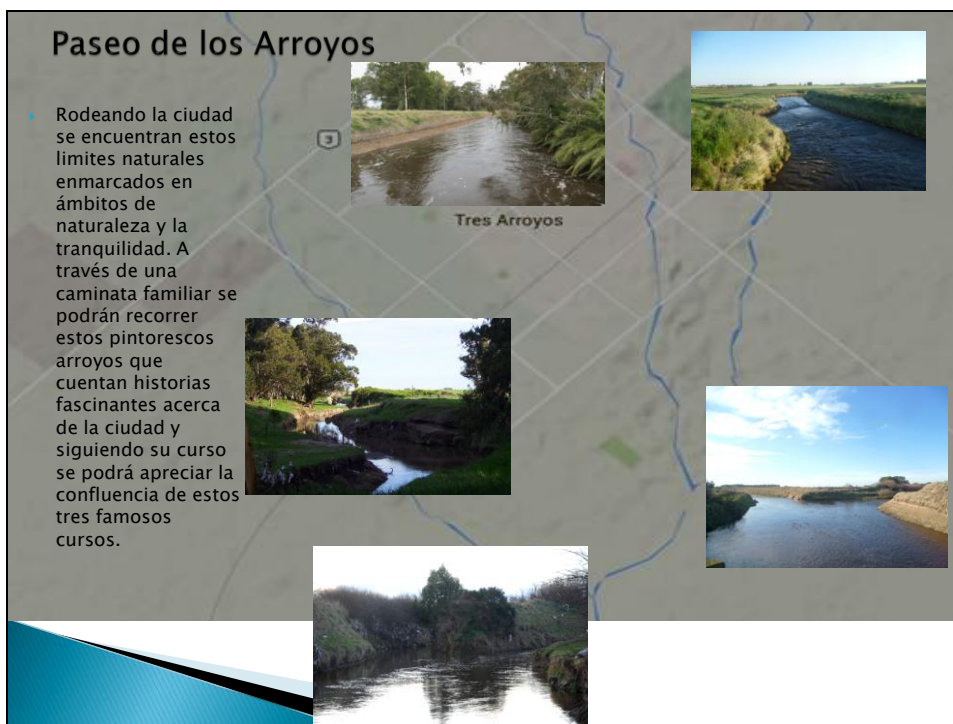 Paseo de los Arroyos
Rodeando la ciudad
se encuentran estos
limites naturales
enmarcados en
ámbitos de
naturaleza y la
tranquilidad. A
través de una
caminata familiar se
podrán recorrer
estos pintorescos
arroyos que
cuentan historias
fascinantes acerca
de la ciudad y
siguiendo su curso
se podrá apreciar la
confluencia de estos
tres famosos
cursos.
3
Tres Arroyos